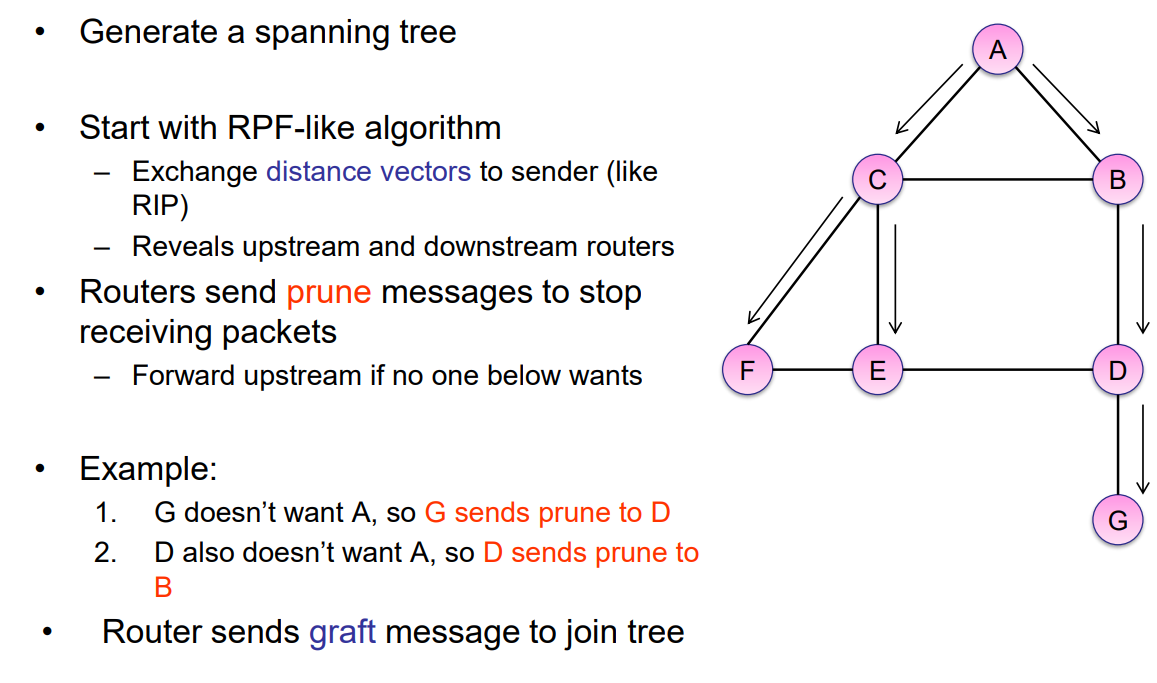 • Generate a spanning tree
• Start with RPF-like algorithm
– Exchange distance vectors to sender (like
RIP)
– Reveals upstream and downstream routers
• Routers send prune messages to stop
receiving packets
– Forward upstream if no one below wants
• Example:
1. G doesn’t want A, so G sends prune to D
2. D also doesn’t want A, so D sends prune to
B
• Router sends graft message to join tree
A
C
B
F
E
D
G